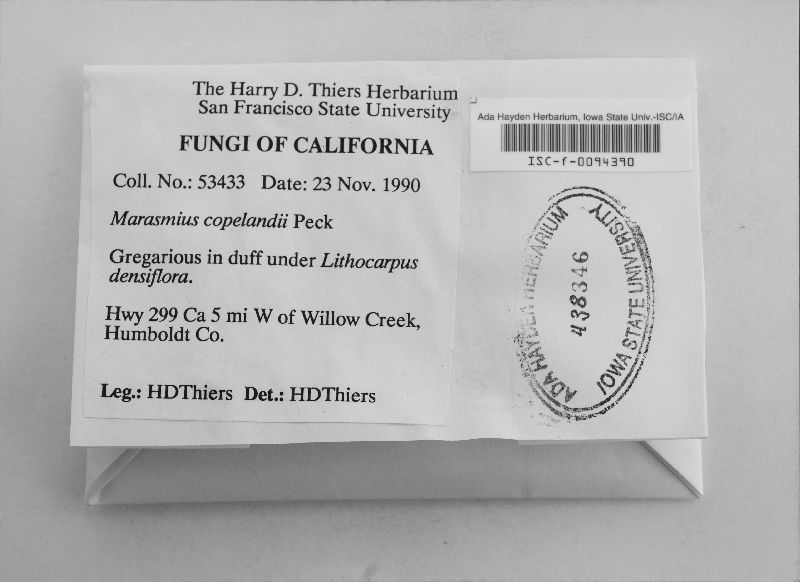 The Harry D. Thiers Herbarium
San Francisco State University
FUNGI OF CALIFORNIA
Coll. No.: 53433 Date: 23 Nov. 1990
Marasmius copelandii Peck
Gregarious in duff under Lithocarpus
densiflora.
Hwy 299 Ca 5 mi W of Willow Creek,
Humboldt Co.
Leg.: HDThiers Det.: HDThiers
Ada Hayden Herbarium, Iowa State Univ.-ISC/IA
ISC-f-0094390
ADA HAYDEN HERBARIUM
438346
IOWA STATE UNIVERSITY